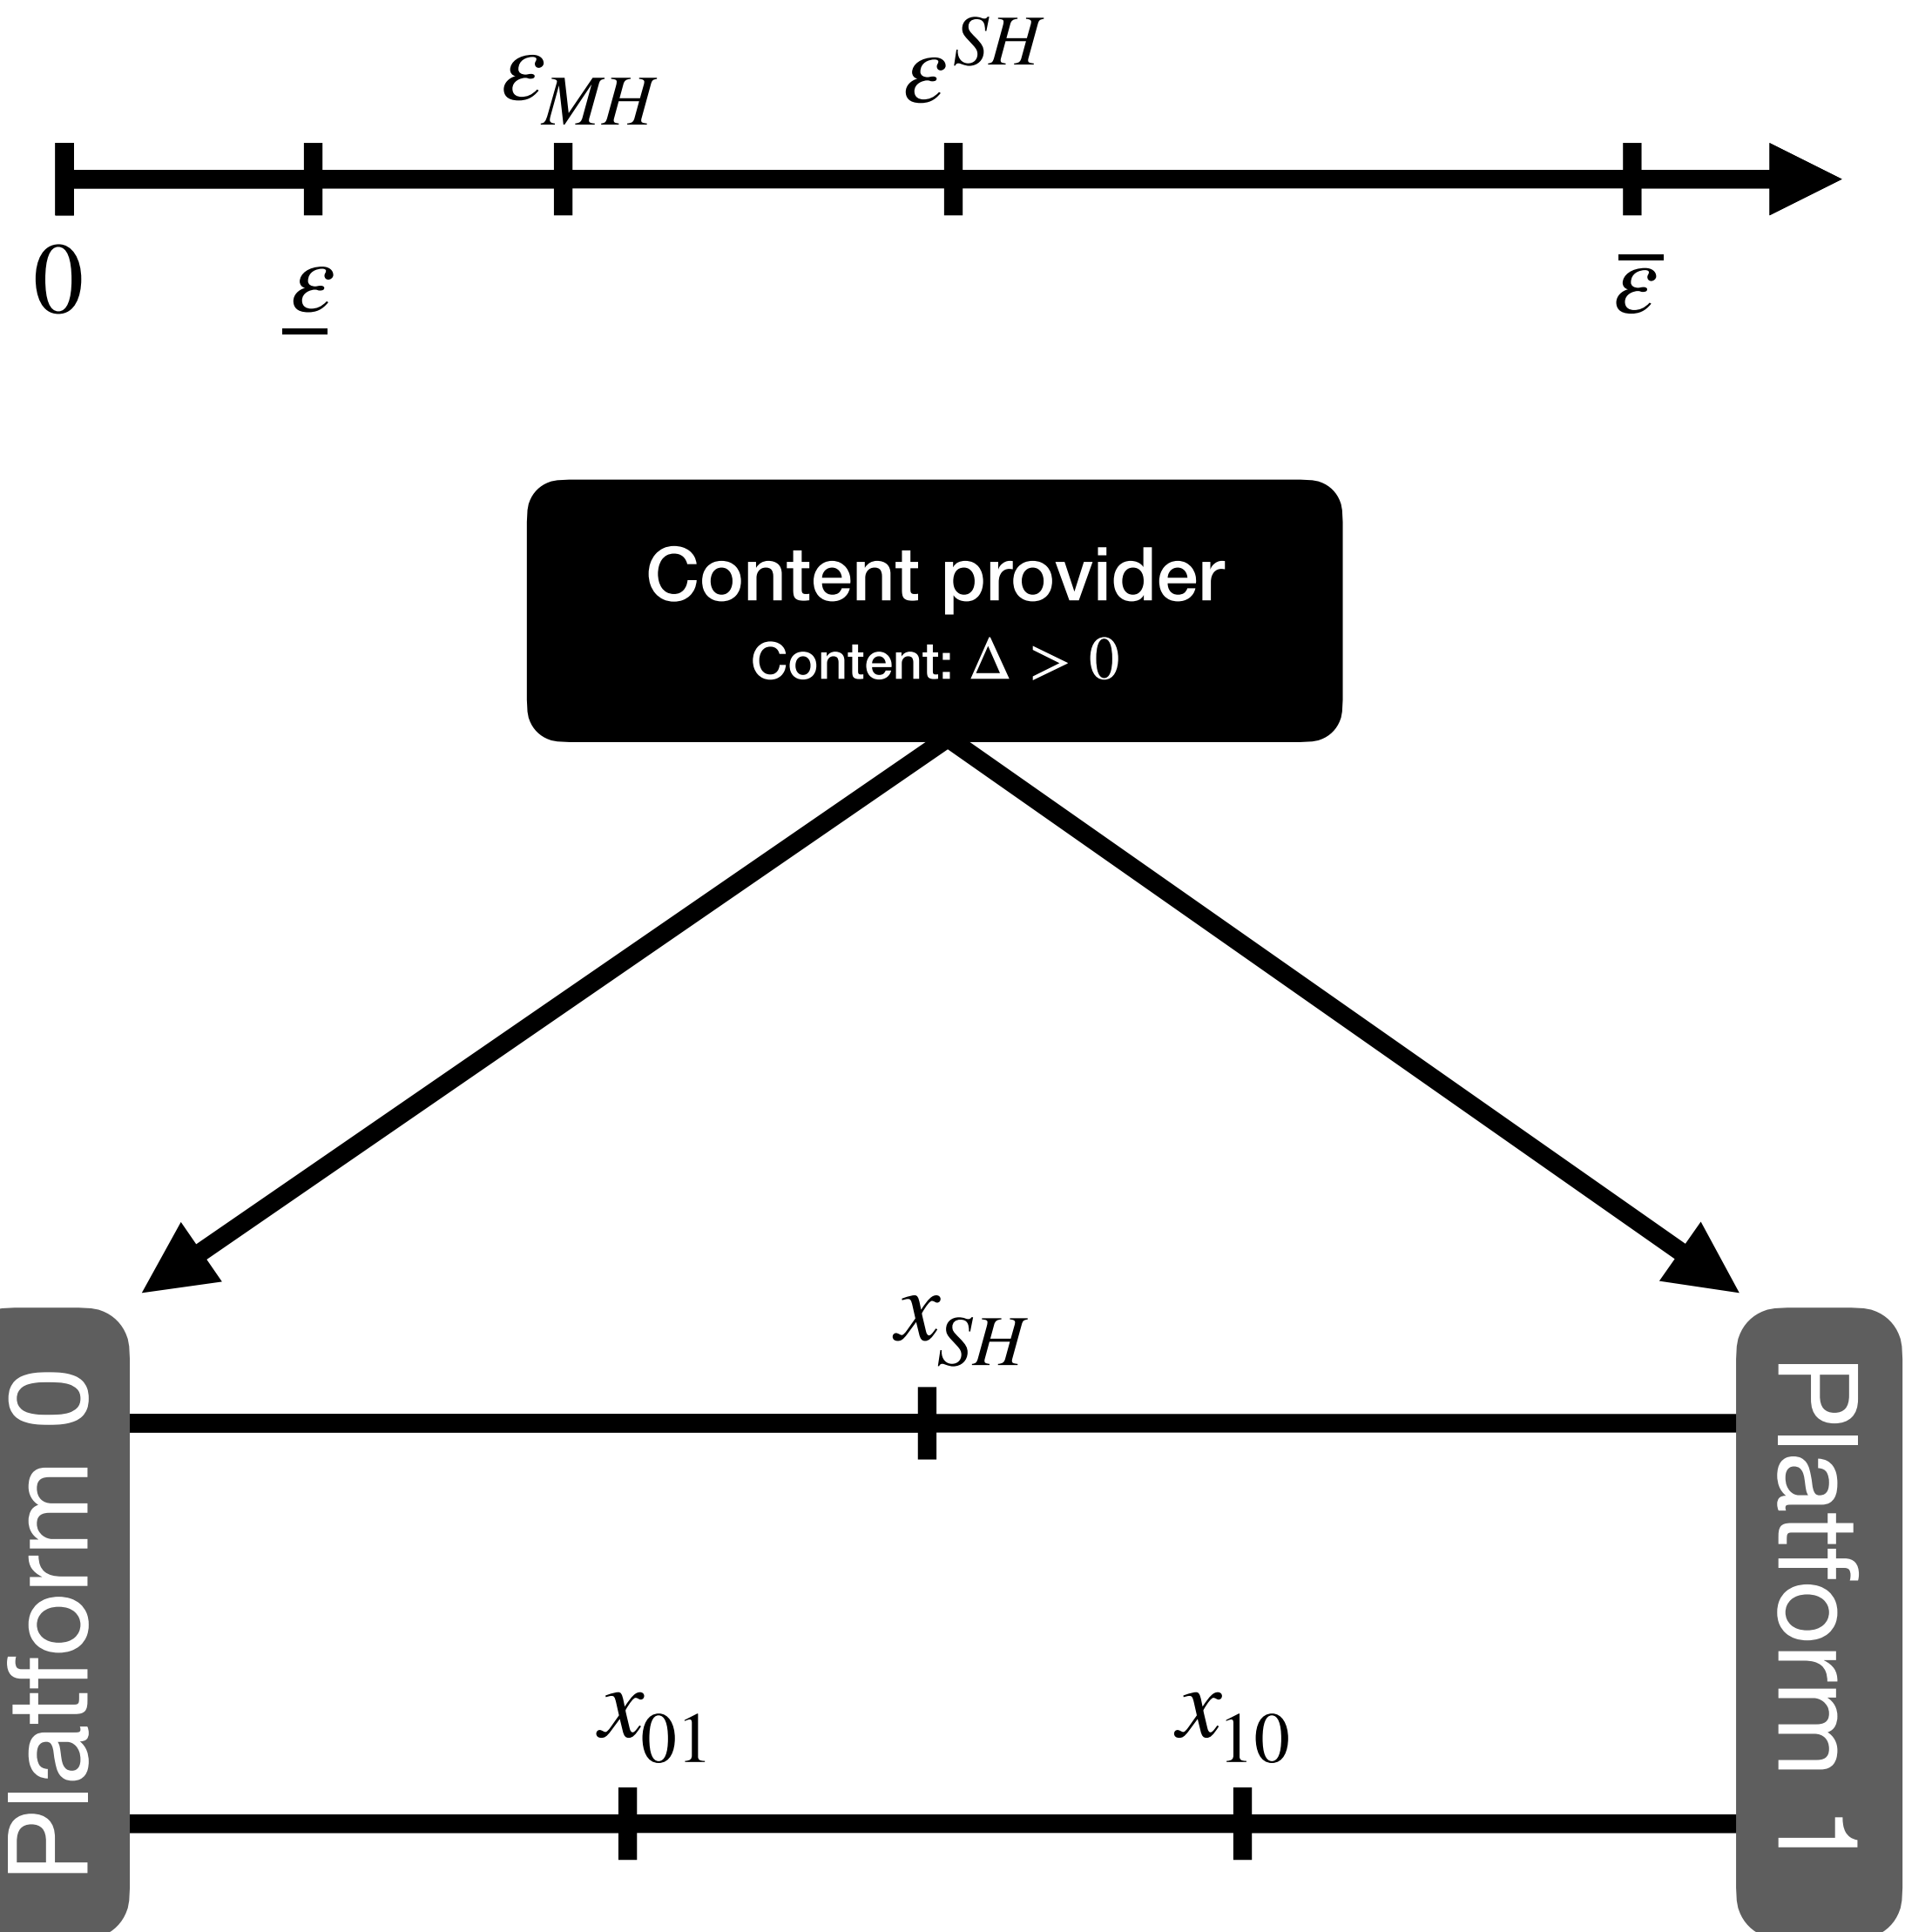 ε_MH ε^SH
0 ε̲ ε̅
Content provider
Content: Δ > 0
x_SH
Platform 0
Platform 1
x_01 x_10